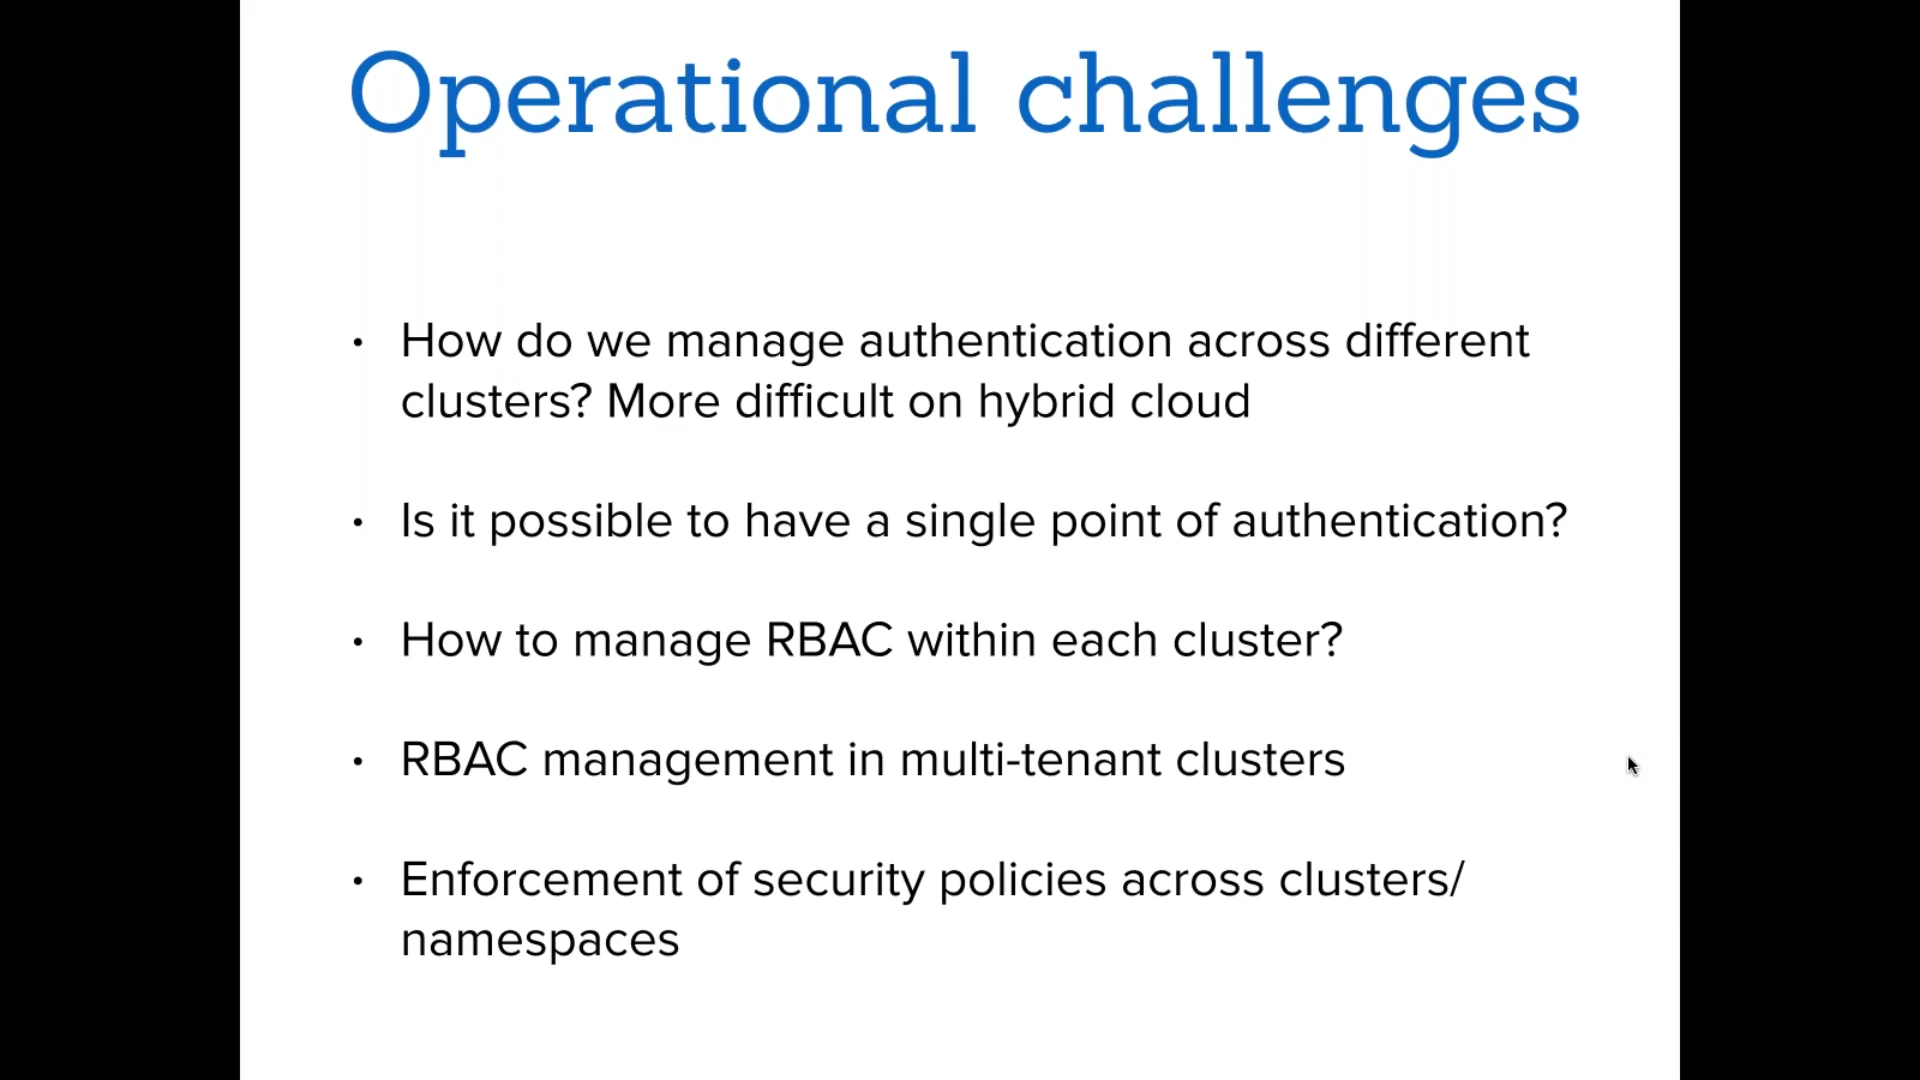 Operational challenges
• How do we manage authentication across different
clusters? More difficult on hybrid cloud
• Is it possible to have a single point of authentication?
• How to manage RBAC within each cluster?
• RBAC management in multi-tenant clusters
• Enforcement of security policies across clusters/
namespaces